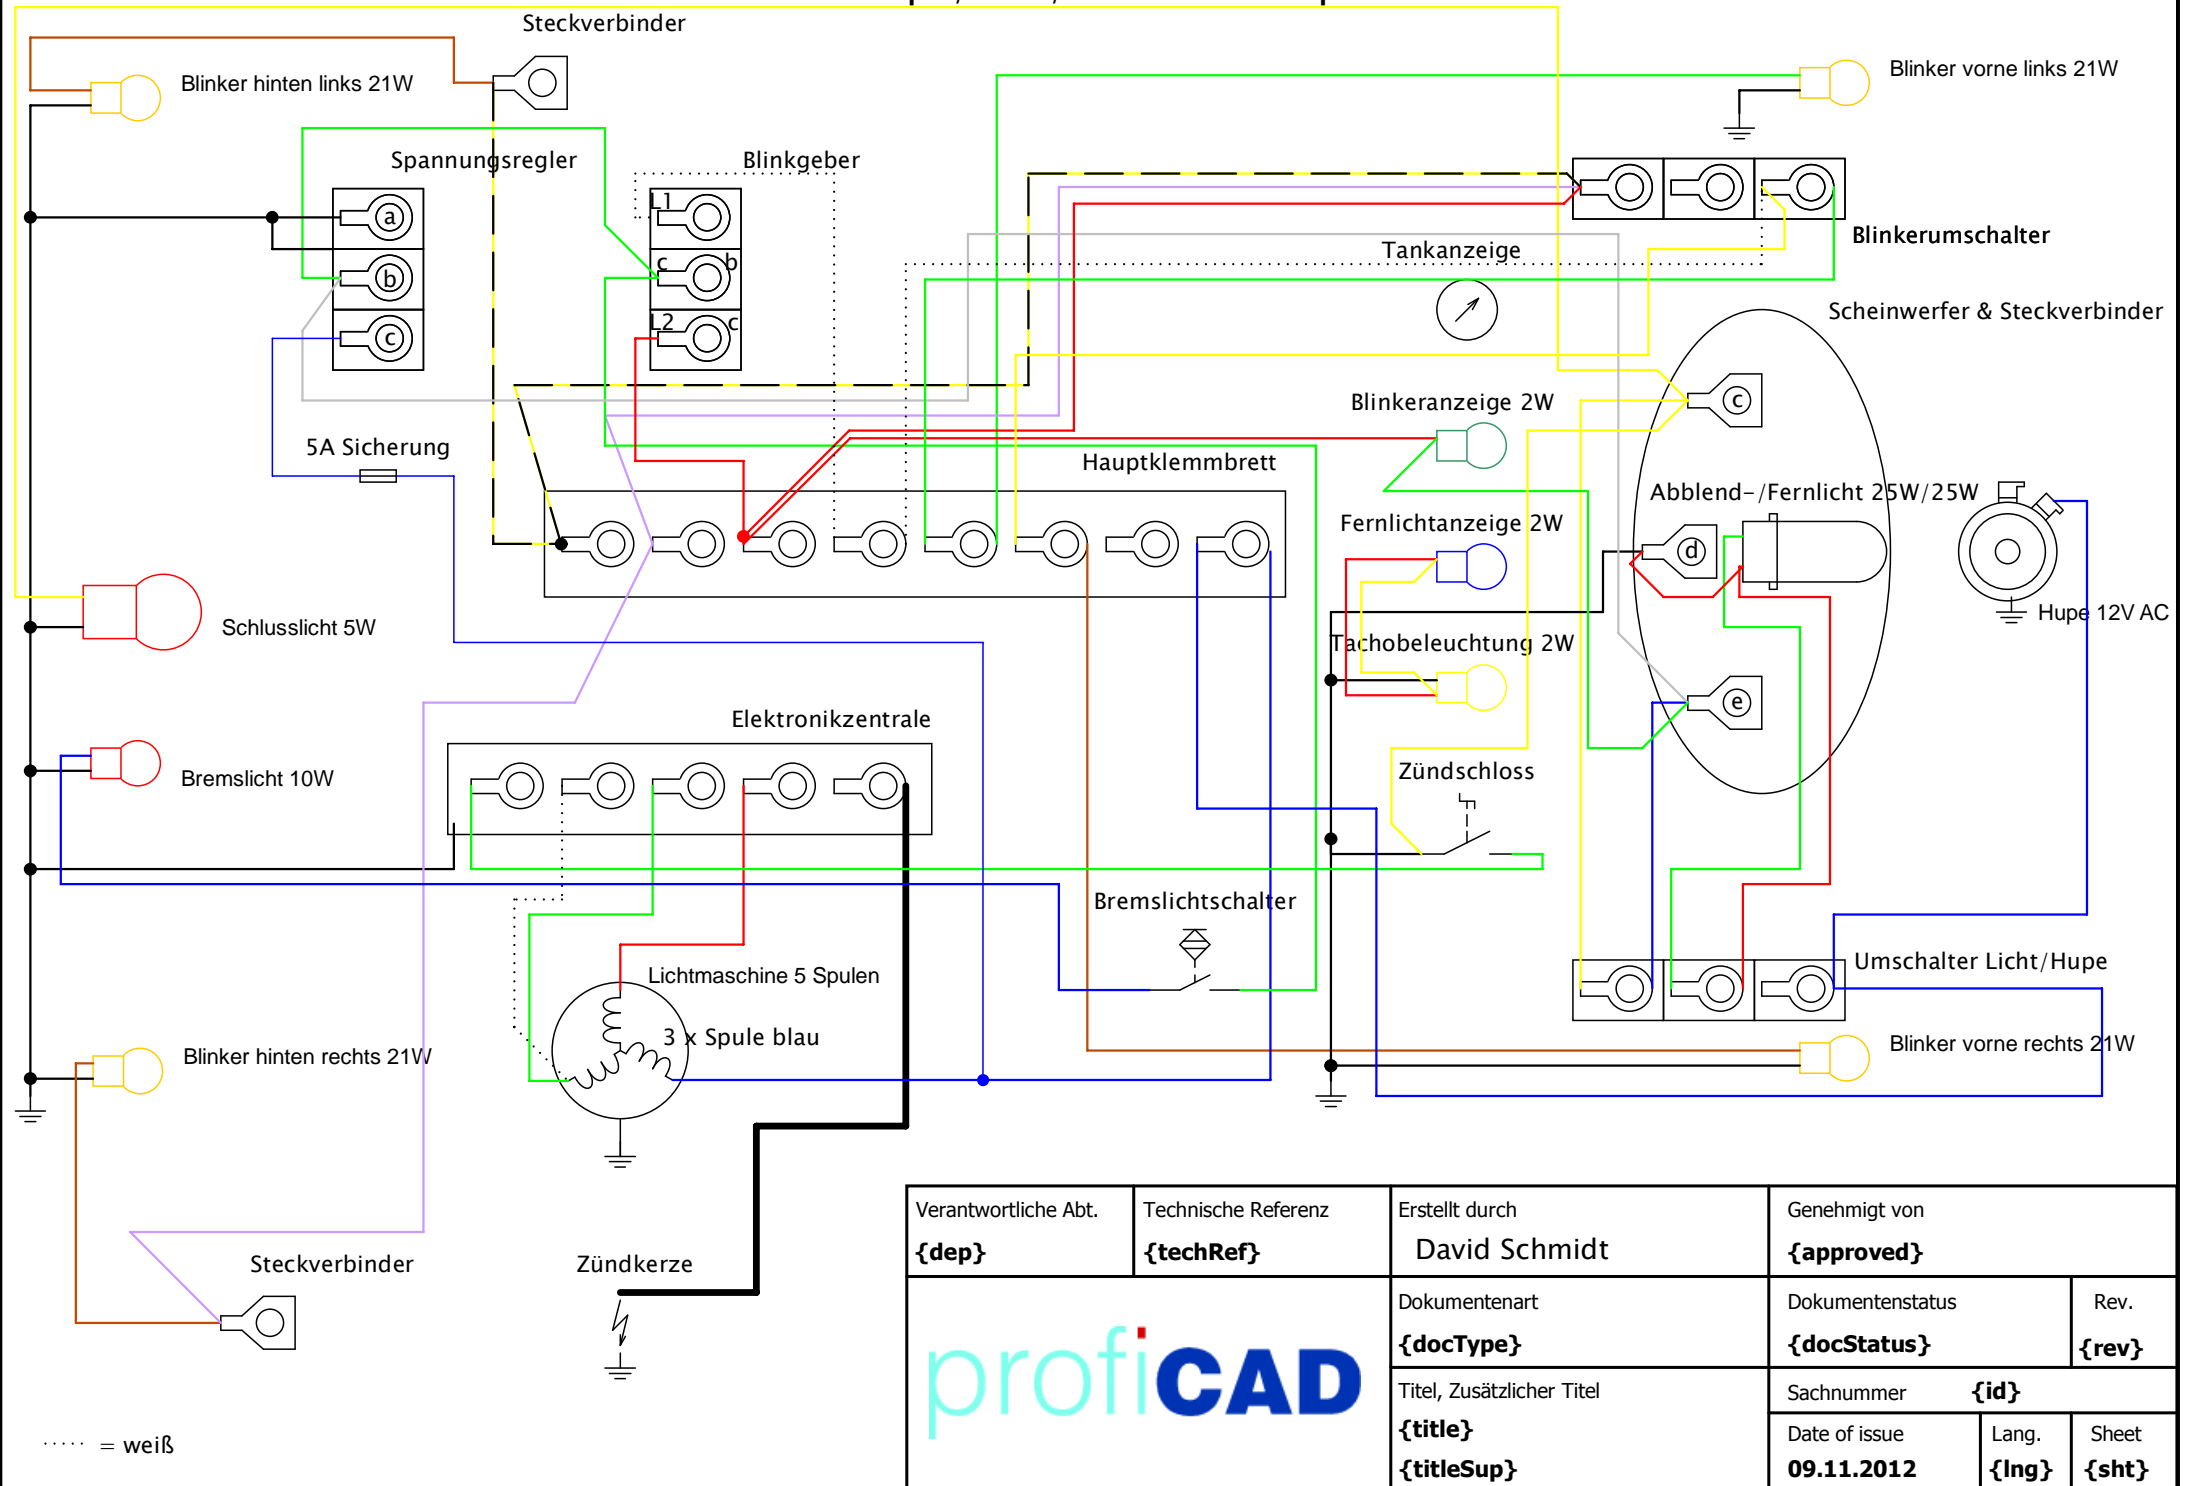 Steckverbinder
Blinker hinten links 21W
Blinker vorne links 21W
Spannungsregler
Blinkgeber
a
b
c
L1
c
b
L2
c
Blinkerumschalter
Tankanzeige
Scheinwerfer & Steckverbinder
c
Blinkeranzeige 2W
5A Sicherung
Hauptklemmbrett
Abblend-/Fernlicht 25W/25W
Fernlichtanzeige 2W
d
Hupe 12V AC
Schlusslicht 5W
Tachobeleuchtung 2W
e
Elektronikzentrale
Bremslicht 10W
Zündschloss
Bremslichtschalter
Lichtmaschine 5 Spulen
Umschalter Licht/Hupe
3 x Spule blau
Blinker hinten rechts 21W
Blinker vorne rechts 21W
Steckverbinder
Zündkerze
..... = weiß
Verantwortliche Abt.
{dep}
Technische Referenz
{techRef}
Erstellt durch
David Schmidt
Genehmigt von
{approved}
profiCAD
Dokumentenart
{docType}
Dokumentenstatus
{docStatus}
Rev.
{rev}
Titel, Zusätzlicher Titel
{title}
{titleSup}
Sachnummer {id}
Date of issue
09.11.2012
Lang.
{lng}
Sheet
{sht}